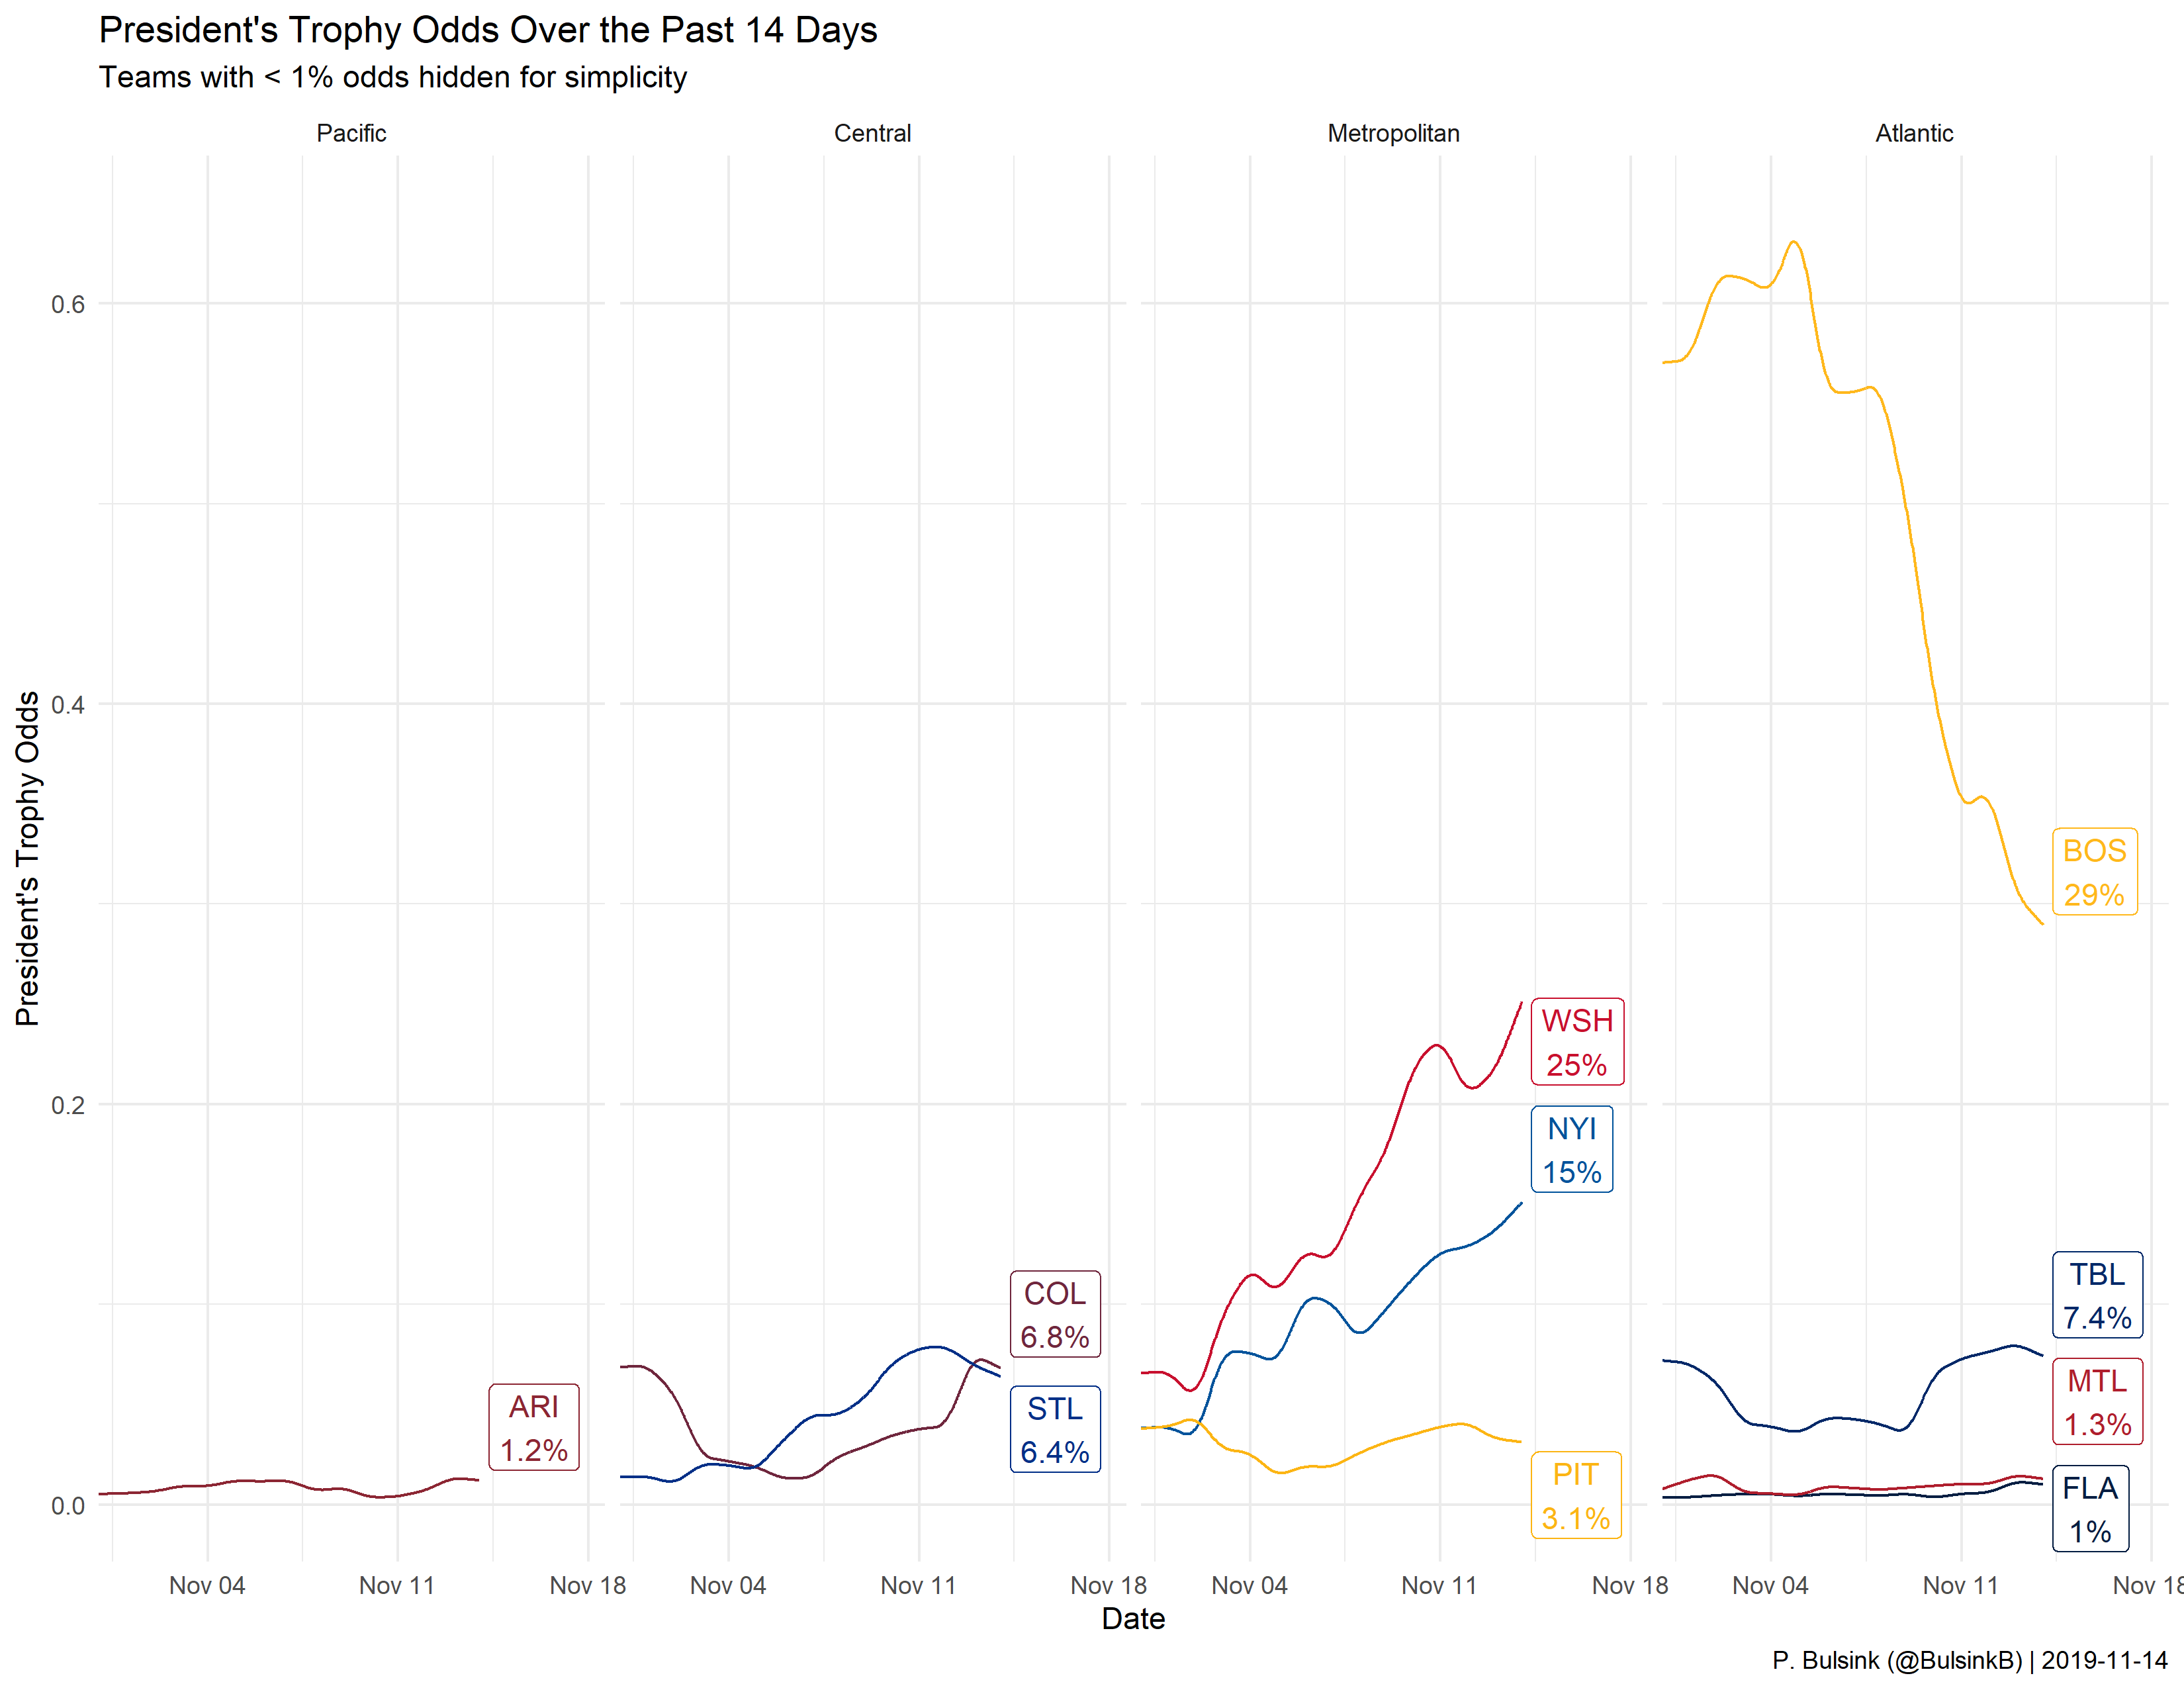 President's Trophy Odds Over the Past 14 Days
Teams with < 1% odds hidden for simplicity
Pacific
Central
Metropolitan
Atlantic
President's Trophy Odds
0.6
0.4
0.2
0.0
ARI
1.2%
COL
6.8%
STL
6.4%
WSH
25%
NYI
15%
PIT
3.1%
BOS
29%
TBL
7.4%
MTL
1.3%
FLA
1%
Nov 04
Nov 11
Nov 18
Nov 04
Nov 11
Nov 18
Nov 04
Nov 11
Nov 18
Nov 04
Nov 11
Nov 18
Date
P. Bulsink (@BulsinkB) | 2019-11-14